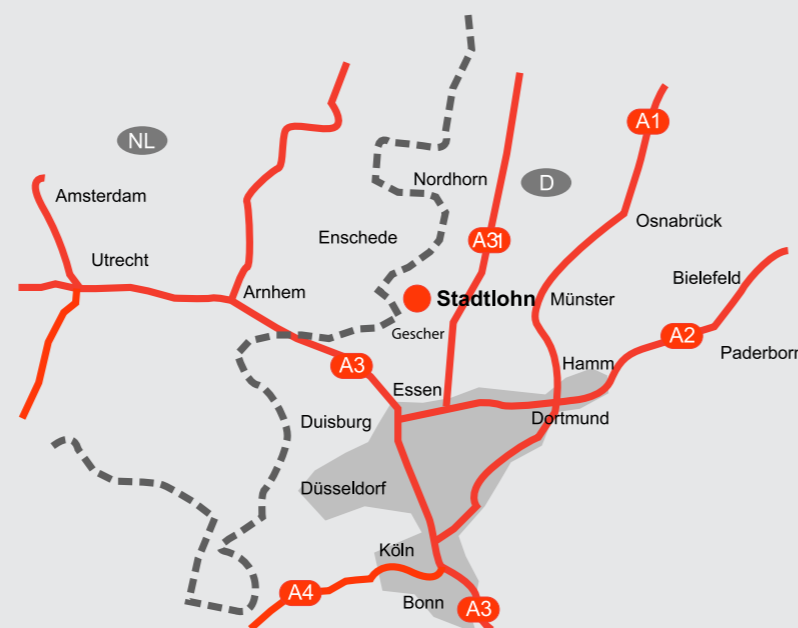 A1
NL
Nordhorn
D
Amsterdam
Osnabrück
Enschede
A31
Utrecht
Bielefeld
Arnhem
Stadtlohn
Münster
Gescher
A2
Paderborn
A3
Hamm
Essen
Duisburg
Dortmund
Düsseldorf
Köln
A4
Bonn
A3